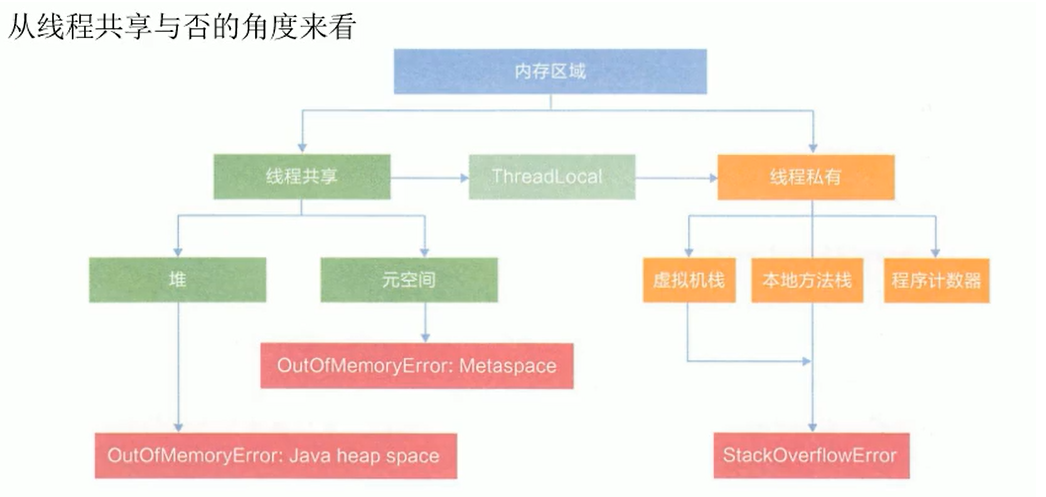 从线程共享与否的角度来看
内存区域
线程共享
ThreadLocal
线程私有
堆
元空间
虚拟机栈
本地方法栈
程序计数器
OutOfMemoryError: Metaspace
OutOfMemoryError: Java heap space
StackOverflowError